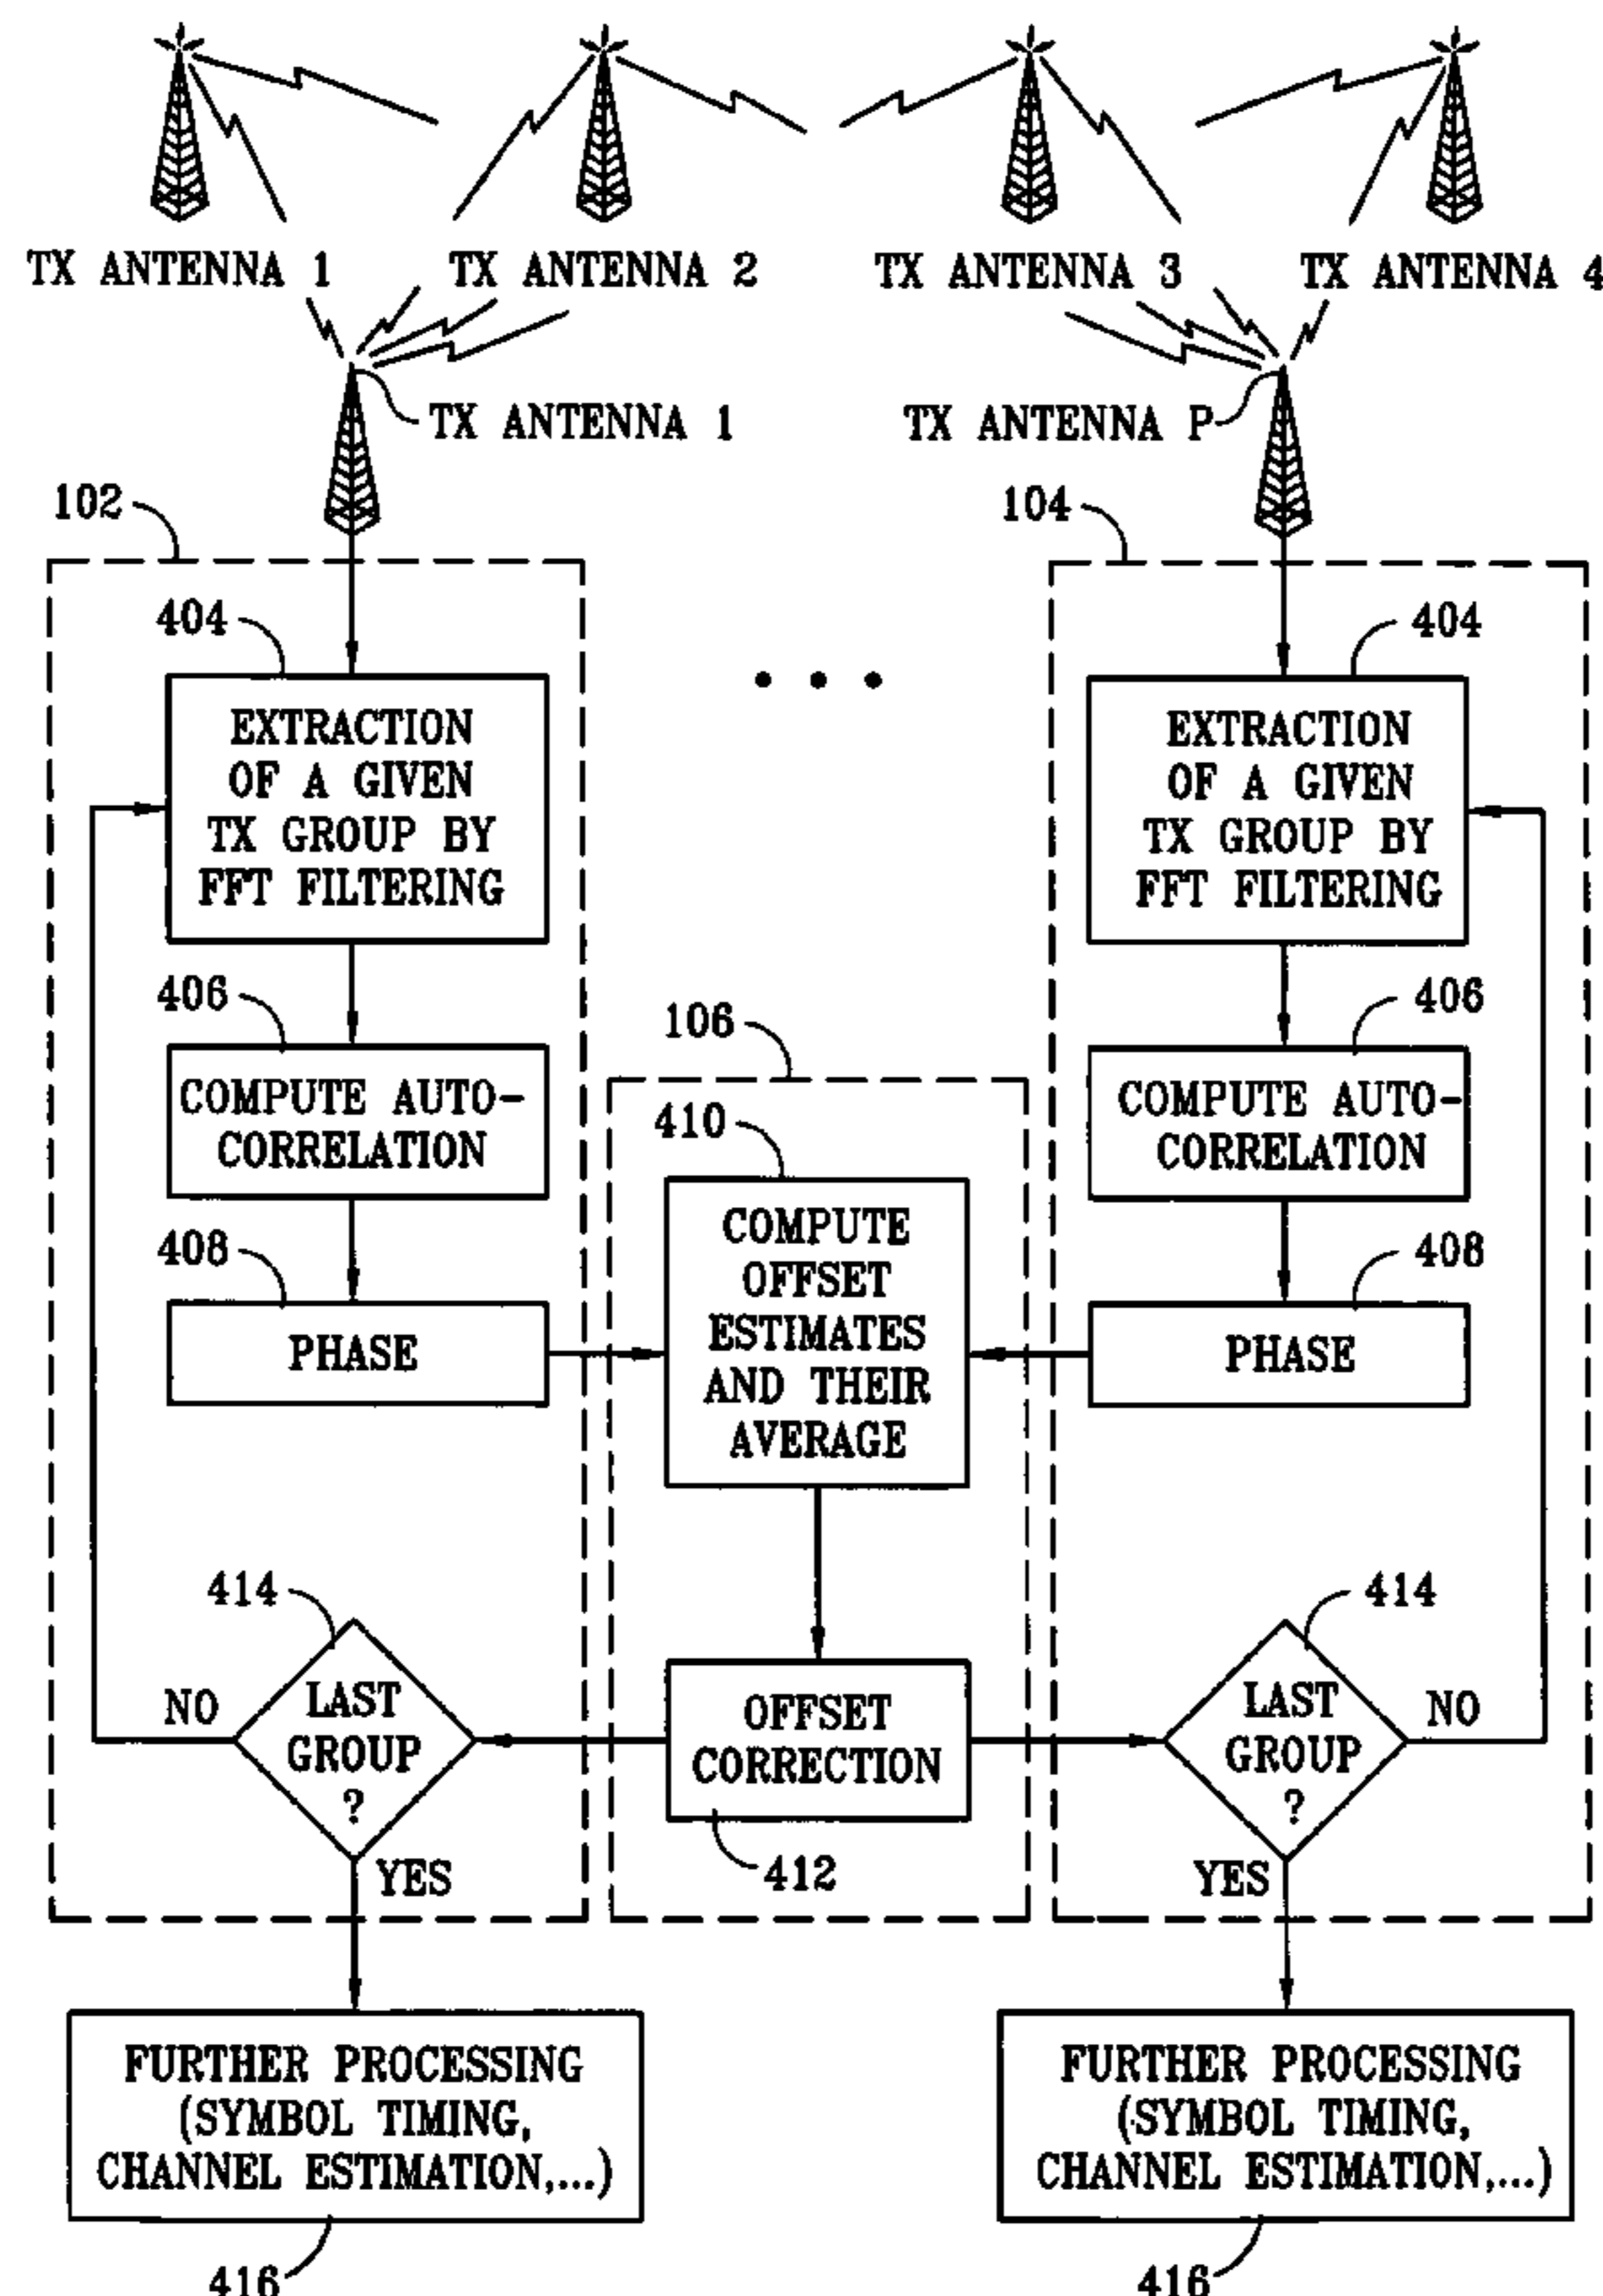 TX ANTENNA 1
TX ANTENNA 2
TX ANTENNA 3
TX ANTENNA 4
TX ANTENNA 1
TX ANTENNA P
102
104
404
EXTRACTION
OF A GIVEN
TX GROUP BY
FFT FILTERING
404
EXTRACTION
OF A GIVEN
TX GROUP BY
FFT FILTERING
406
COMPUTE AUTO-
CORRELATION
106
406
COMPUTE AUTO-
CORRELATION
408
PHASE
410
COMPUTE
OFFSET
ESTIMATES
AND THEIR
AVERAGE
408
PHASE
414
LAST
GROUP
?
NO
YES
OFFSET
CORRECTION
412
414
LAST
GROUP
?
NO
YES
FURTHER PROCESSING
(SYMBOL TIMING,
CHANNEL ESTIMATION,...)
416
FURTHER PROCESSING
(SYMBOL TIMING,
CHANNEL ESTIMATION,...)
416